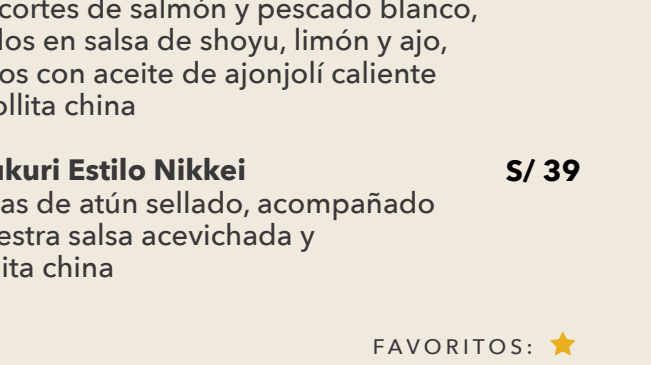 cortes de salmón y pescado blanco,
dos en salsa de shoyu, limón y ajo,
os con aceite de ajonjolí caliente
ollita china
ukuri Estilo Nikkei S/ 39
as de atún sellado, acompañado
estra salsa acevichada y
ita china
FAVORITOS: